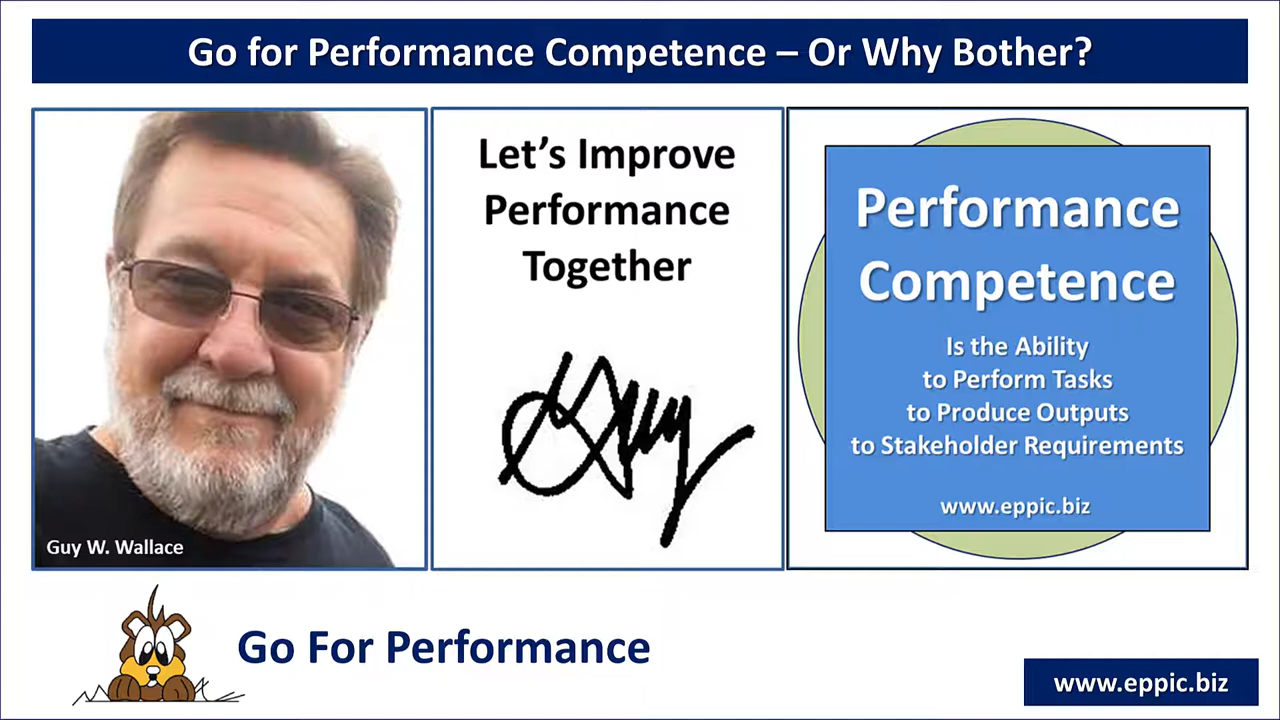 Go for Performance Competence – Or Why Bother?
Let’s Improve
Performance
Together
Guy
Guy W. Wallace
Performance
Competence
Is the Ability
to Perform Tasks
to Produce Outputs
to Stakeholder Requirements
www.eppic.biz
Go For Performance
www.eppic.biz